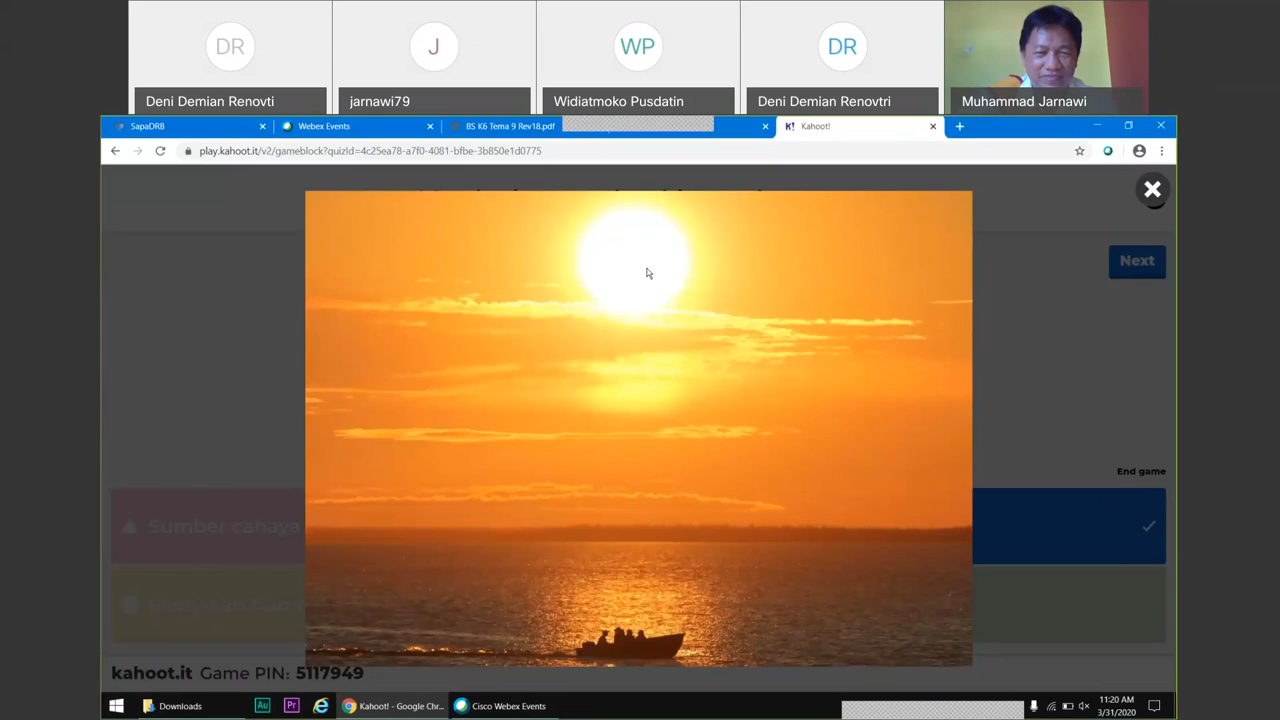 DR
J
WP
DR
Deni Demian Renovti
jarnawi79
Widiatmoko Pusdatin
Deni Demian Renovtri
Muhammad Jarnawi
SapaDRB
Webex Events
BS K6 Tema 9 Rev18.pdf
K! Kahoot!
play.kahoot.it/v2/gameblock?quizId=4c25ea78-a7f0-4081-bfbe-3b850e1d0775
Next
End game
Sumber cahaya
kahoot.it Game PIN: 5117949
Downloads
Au
Pr
Kahoot! - Google Chr...
Cisco Webex Events
11:20 AM
3/31/2020